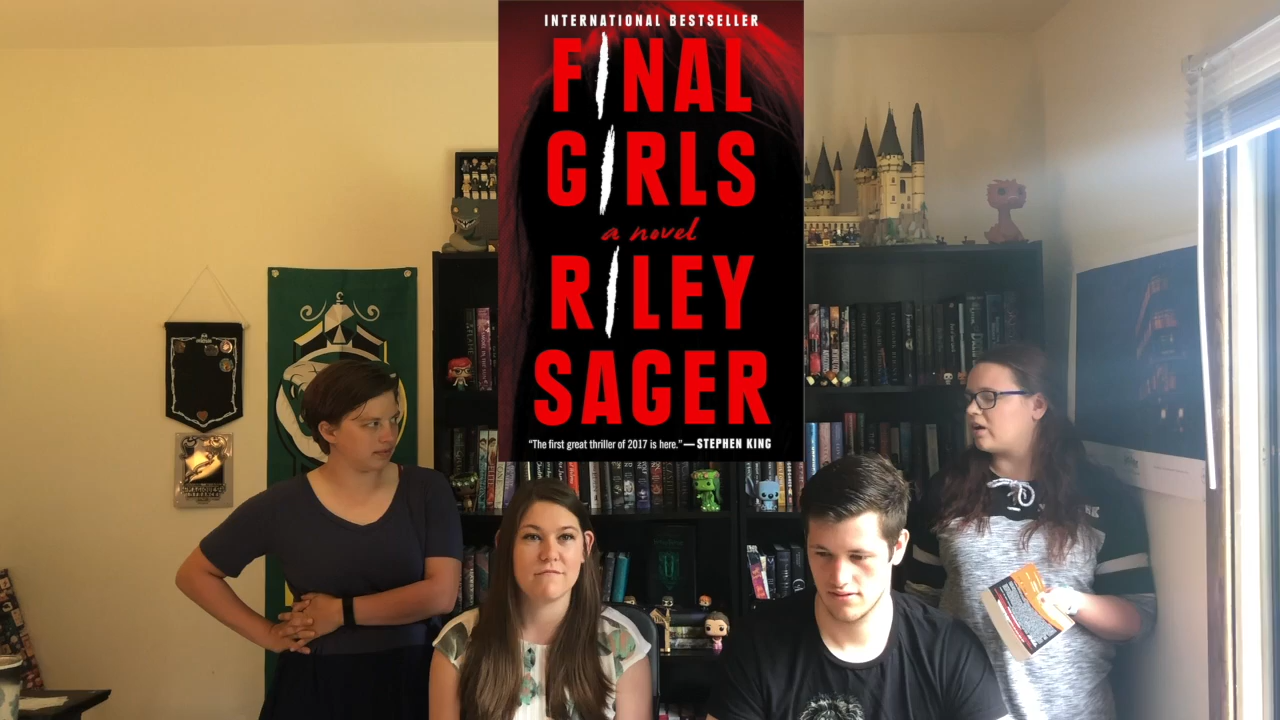 INTERNATIONAL BESTSELLER
FINAL
GIRLS
a novel
RILEY
SAGER
"The first great thriller of 2017 is here."—STEPHEN KING